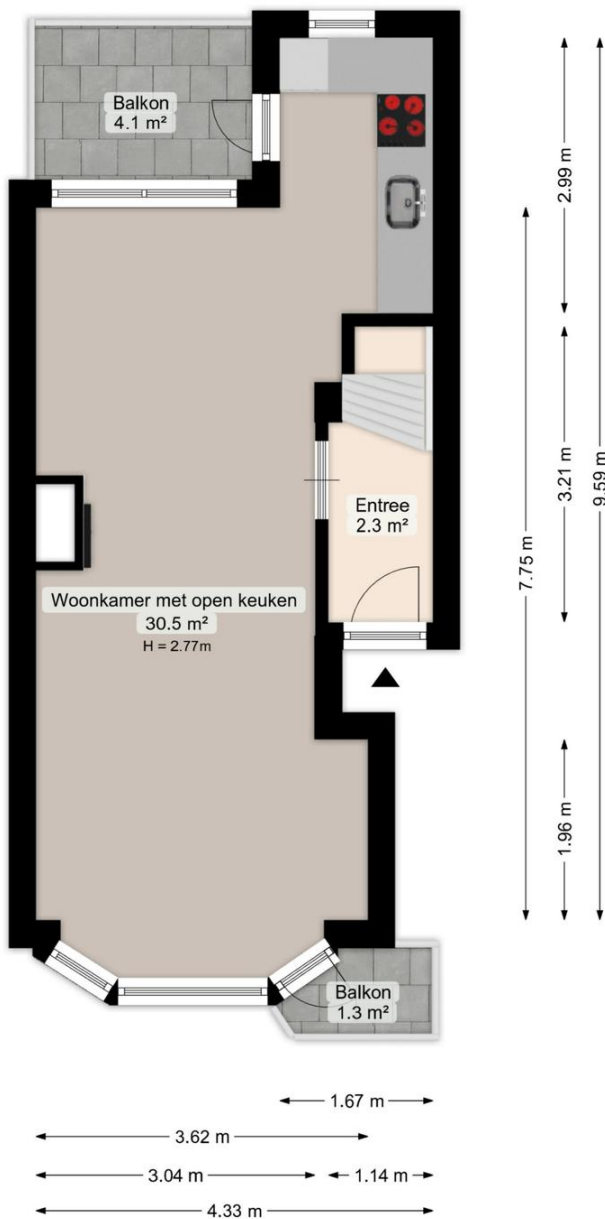 Balkon
4.1 m²
2.99 m
9.59 m
7.75 m
3.21 m
Entree
2.3 m²
Woonkamer met open keuken
30.5 m²
H = 2.77m
1.96 m
Balkon
1.3 m²
1.67 m
3.62 m
3.04 m
1.14 m
4.33 m